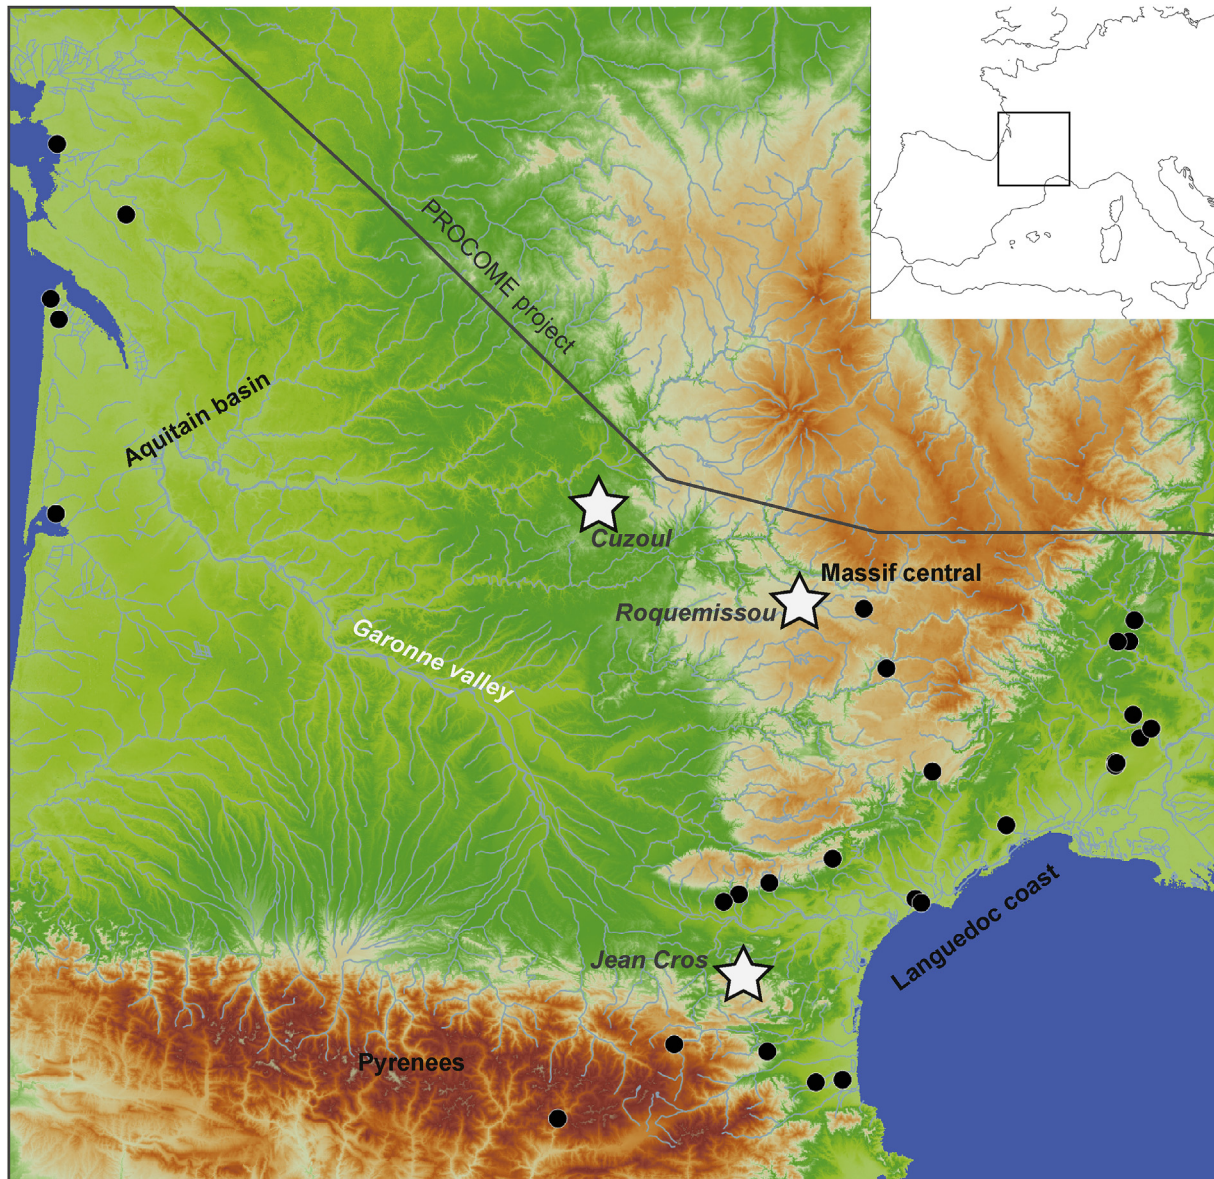 PROCOME project
Aquitain basin
Cuzoul
Massif central
Roquemissou
Garonne valley
Languedoc coast
Jean Cros
Pyrenees